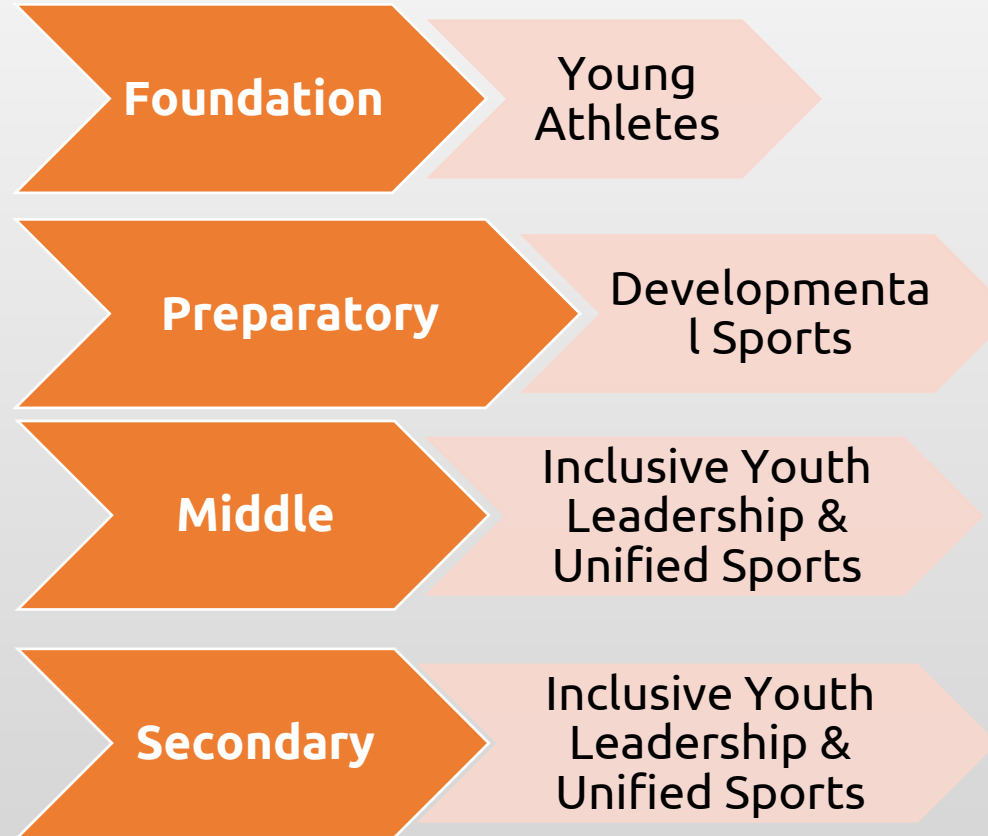 Foundation
Young
Athletes
Preparatory
Developmenta
l Sports
Middle
Inclusive Youth
Leadership &
Unified Sports
Secondary
Inclusive Youth
Leadership &
Unified Sports